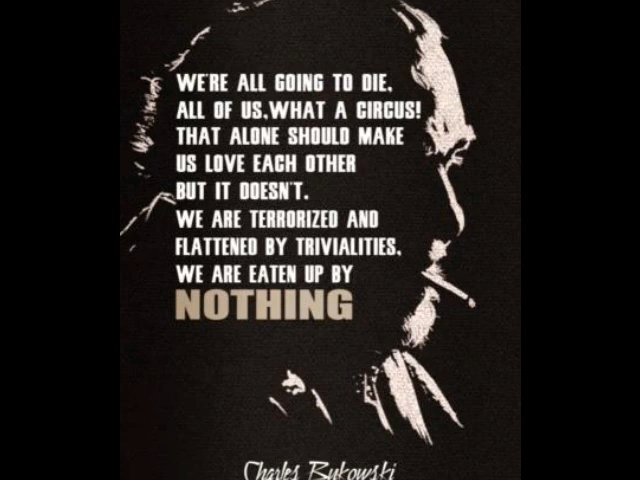 WE'RE ALL GOING TO DIE,
ALL OF US,WHAT A CIRCUS!
THAT ALONE SHOULD MAKE
US LOVE EACH OTHER
BUT IT DOESN'T.
WE ARE TERRORIZED AND
FLATTENED BY TRIVIALITIES,
WE ARE EATEN UP BY
NOTHING
Charles Bukowski